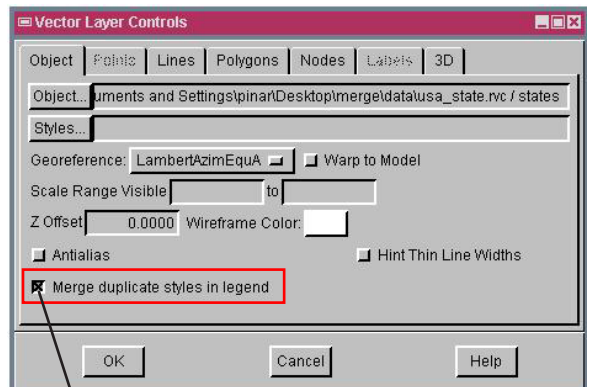 Vector Layer Controls
Object Points Lines Polygons Nodes Labels 3D
Object... uments and Settings\pinar\Desktop\merge\data\usa_state.rvc / states
Styles...
Georeference: LambertAzimEquA Warp to Model
Scale Range Visible to
Z Offset 0.0000 Wireframe Color:
Antialias Hint Thin Line Widths
Merge duplicate styles in legend
OK Cancel Help